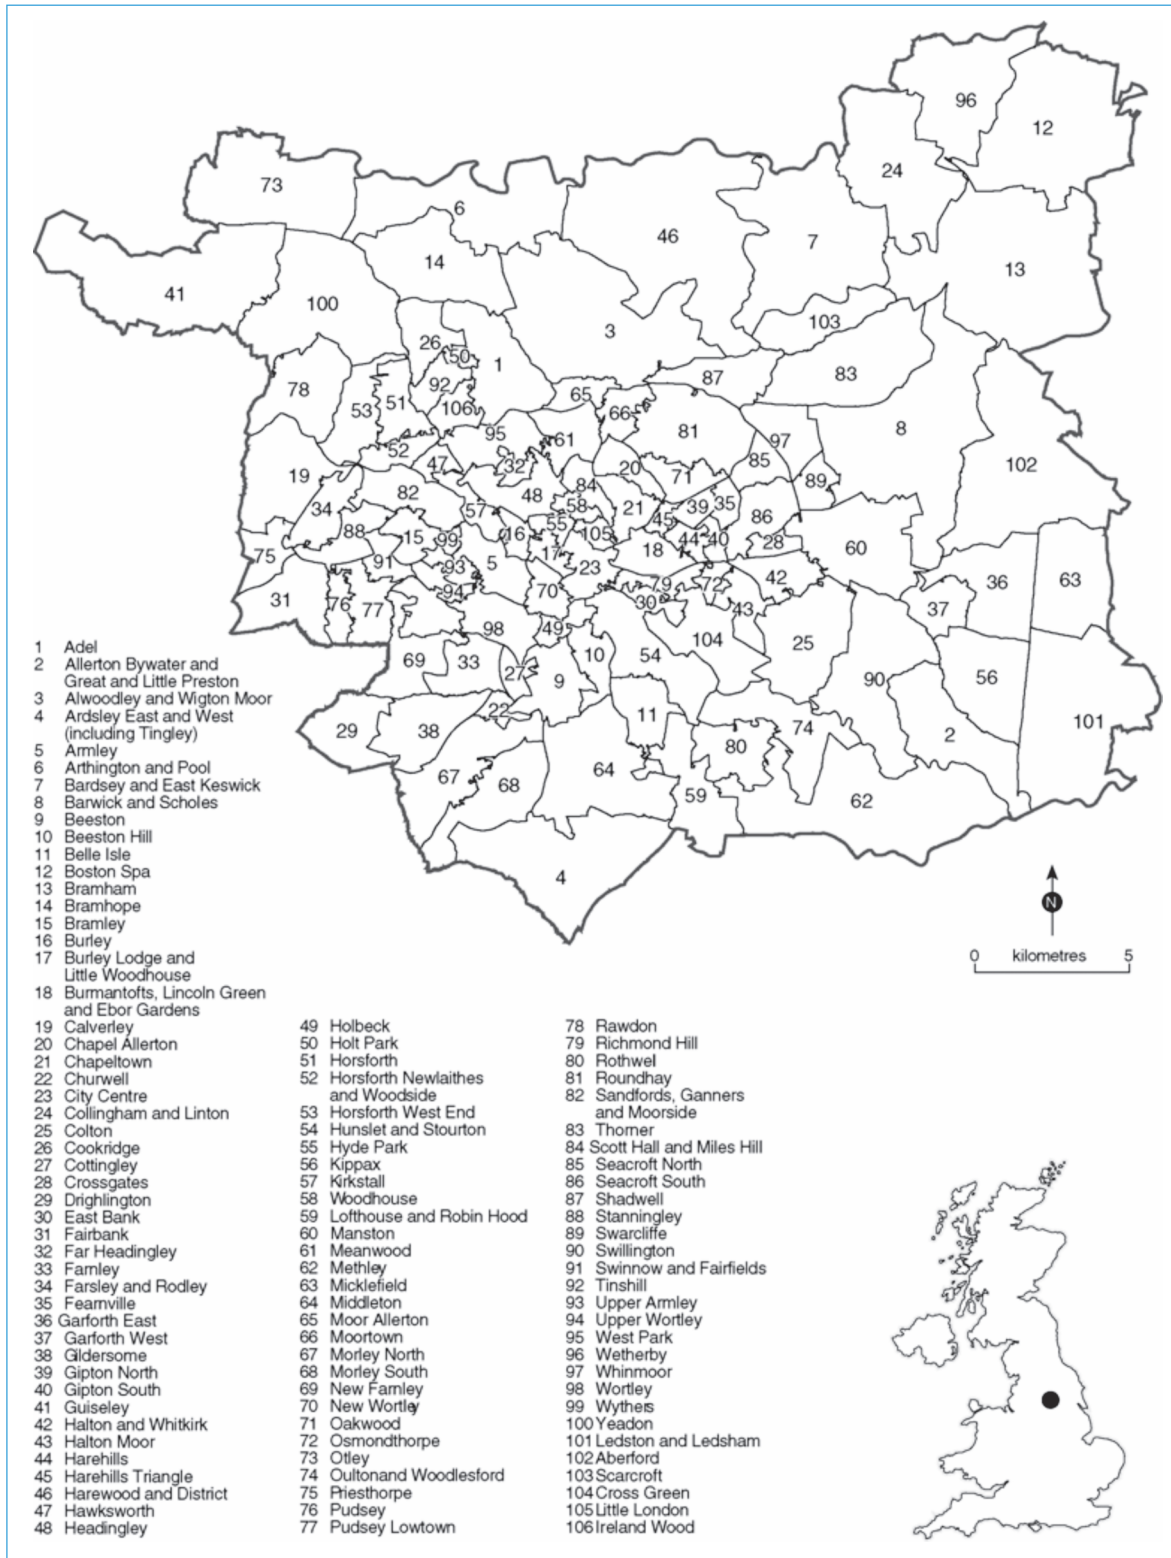 96
12
24
73
6
46
7
13
14
41
100
103
3
26
50
1
87
83
78
92
53
51
106
65
66
8
81
95
61
97
52
47
32
20
85
102
19
71
89
82
84
48
58
34
57
21
39
35
45
86
55
88
15
99
16
105
44
40
28
75
17
18
60
91
93
5
23
79
72
42
36
63
94
70
30
31
76
77
43
37
98
49
104
25
69
33
27
10
54
9
90
56
22
11
29
38
74
101
80
2
67
68
64
59
62
4
N
0 kilometres 5
1 Adel
2 Allerton Bywater and
Great and Little Preston
3 Alwoodley and Wigton Moor
4 Ardsley East and West
(including Tingley)
5 Armley
6 Arthington and Pool
7 Bardsey and East Keswick
8 Barwick and Scholes
9 Beeston
10 Beeston Hill
11 Belle Isle
12 Boston Spa
13 Bramham
14 Bramhope
15 Bramley
16 Burley
17 Burley Lodge and
Little Woodhouse
18 Burmantofts, Lincoln Green
and Ebor Gardens
19 Calverley
20 Chapel Allerton
21 Chapeltown
22 Churwell
23 City Centre
24 Collingham and Linton
25 Colton
26 Cookridge
27 Cottingley
28 Crossgates
29 Drighlington
30 East Bank
31 Fairbank
32 Far Headingley
33 Farnley
34 Farsley and Rodley
35 Fearnville
36 Garforth East
37 Garforth West
38 Gildersome
39 Gipton North
40 Gipton South
41 Guiseley
42 Halton and Whitkirk
43 Halton Moor
44 Harehills
45 Harehills Triangle
46 Harewood and District
47 Hawksworth
48 Headingley
49 Holbeck
50 Holt Park
51 Horsforth
52 Horsforth Newlaithes
and Woodside
53 Horsforth West End
54 Hunslet and Stourton
55 Hyde Park
56 Kippax
57 Kirkstall
58 Woodhouse
59 Lofthouse and Robin Hood
60 Manston
61 Meanwood
62 Methley
63 Micklefield
64 Middleton
65 Moor Allerton
66 Moortown
67 Morley North
68 Morley South
69 New Farnley
70 New Wortley
71 Oakwood
72 Osmondthorpe
73 Otley
74 Oultonand Woodlesford
75 Priesthorpe
76 Pudsey
77 Pudsey Lowtown
78 Rawdon
79 Richmond Hill
80 Rothwel
81 Roundhay
82 Sandfords, Ganners
and Moorside
83 Thorner
84 Scott Hall and Miles Hill
85 Seacroft North
86 Seacroft South
87 Shadwell
88 Stanningley
89 Swarcliffe
90 Swillington
91 Swinnow and Fairfields
92 Tinshill
93 Upper Armley
94 Upper Wortley
95 West Park
96 Wetherby
97 Whinmoor
98 Wortley
99 Wythers
100 Yeadon
101 Ledston and Ledsham
102 Aberford
103 Scarcroft
104 Cross Green
105 Little London
106 Ireland Wood